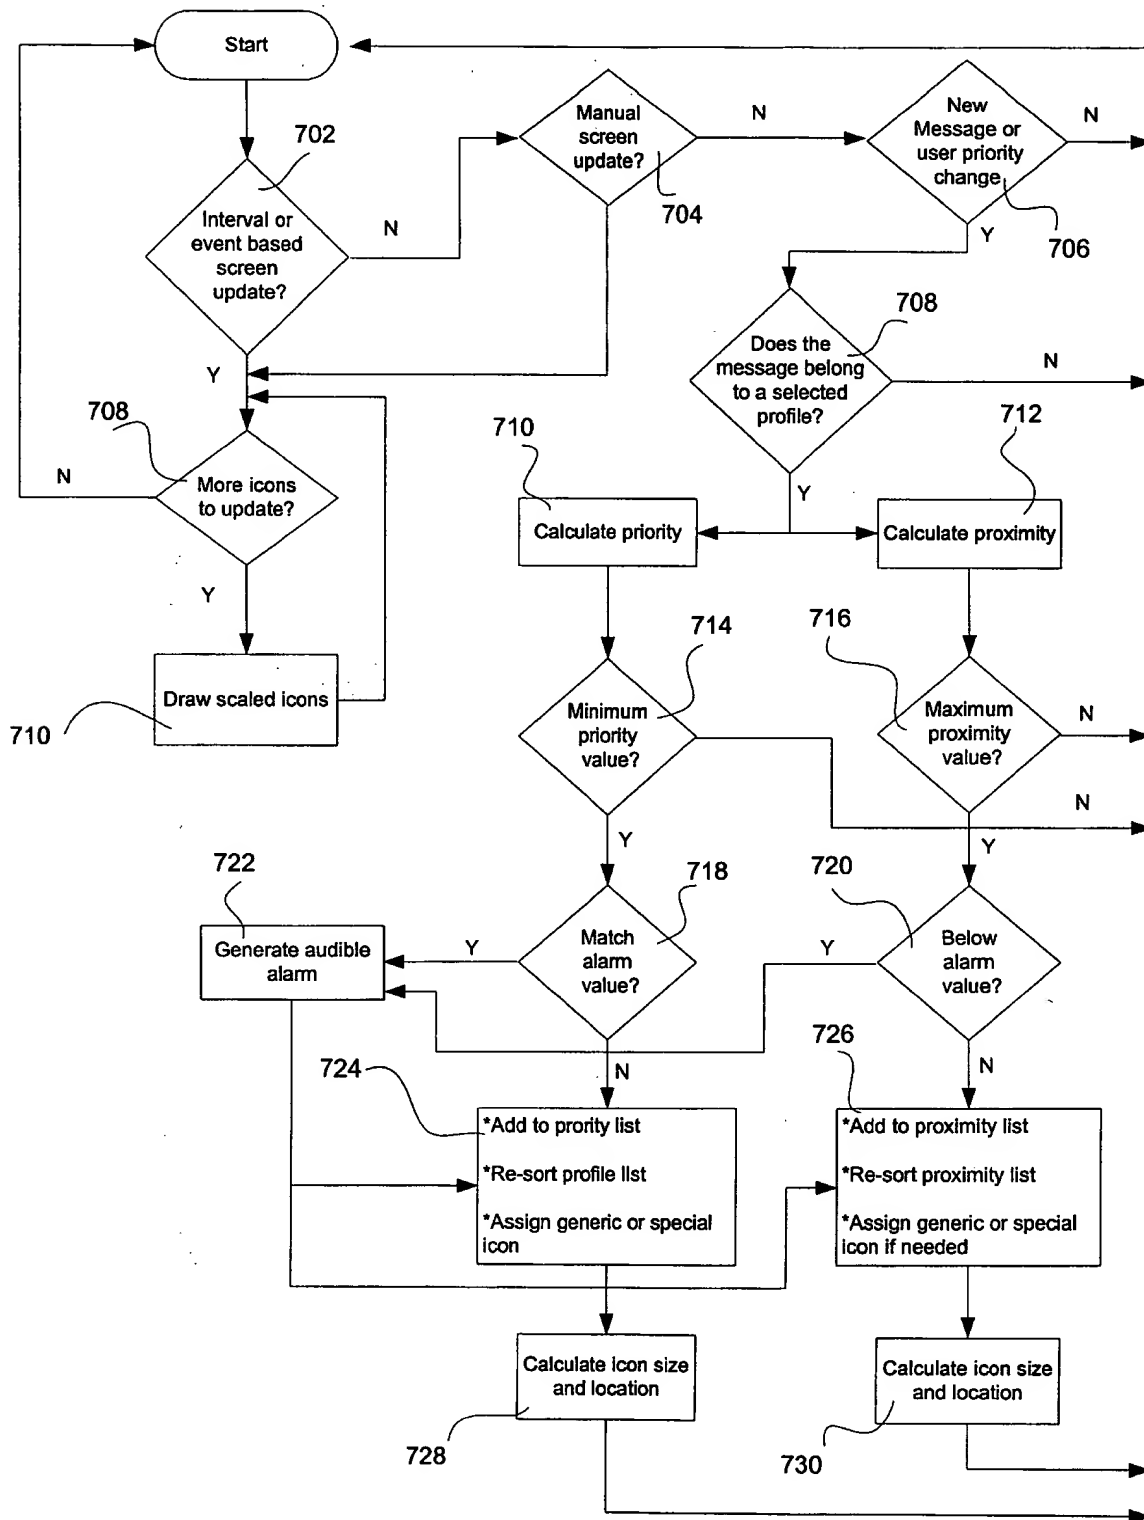 Start
702
Interval or
event based
screen
update?
N
Y
Manual
screen
update?
704
N
New
Message or
user priority
change
706
N
Y
708
Does the
message belong
to a selected
profile?
N
Y
708
More icons
to update?
N
Y
Draw scaled icons
710
710
Calculate priority
712
Calculate proximity
714
Minimum
priority
value?
N
Y
716
Maximum
proximity
value?
N
Y
718
Match
alarm
value?
Y
N
720
Below
alarm
value?
Y
N
722
Generate audible
alarm
724
*Add to prority list
*Re-sort profile list
*Assign generic or special
icon
726
*Add to proximity list
*Re-sort proximity list
*Assign generic or special
icon if needed
Calculate icon size
and location
728
Calculate icon size
and location
730